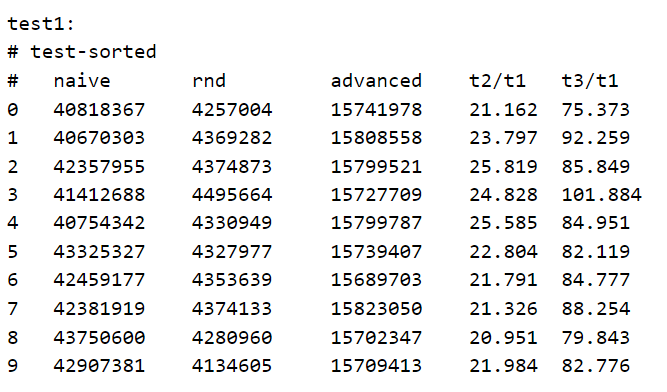 test1:
# test-sorted
# naive rnd advanced t2/t1 t3/t1
0 40818367 4257004 15741978 21.162 75.373
1 40670303 4369282 15808558 23.797 92.259
2 42357955 4374873 15799521 25.819 85.849
3 41412688 4495664 15727709 24.828 101.884
4 40754342 4330949 15799787 25.585 84.951
5 43325327 4327977 15739407 22.804 82.119
6 42459177 4353639 15689703 21.791 84.777
7 42381919 4374133 15823050 21.326 88.254
8 43750600 4280960 15702347 20.951 79.843
9 42907381 4134605 15709413 21.984 82.776